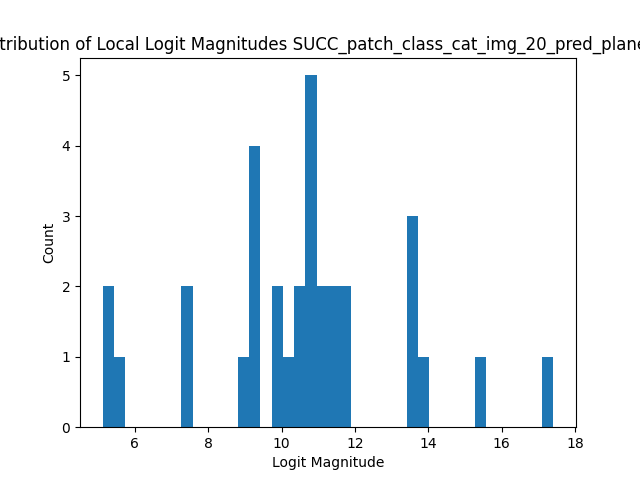 tribution of Local Logit Magnitudes SUCC_patch_class_cat_img_20_pred_plane
5
4
3
2
1
0
Count
6 8 10 12 14 16 18
Logit Magnitude